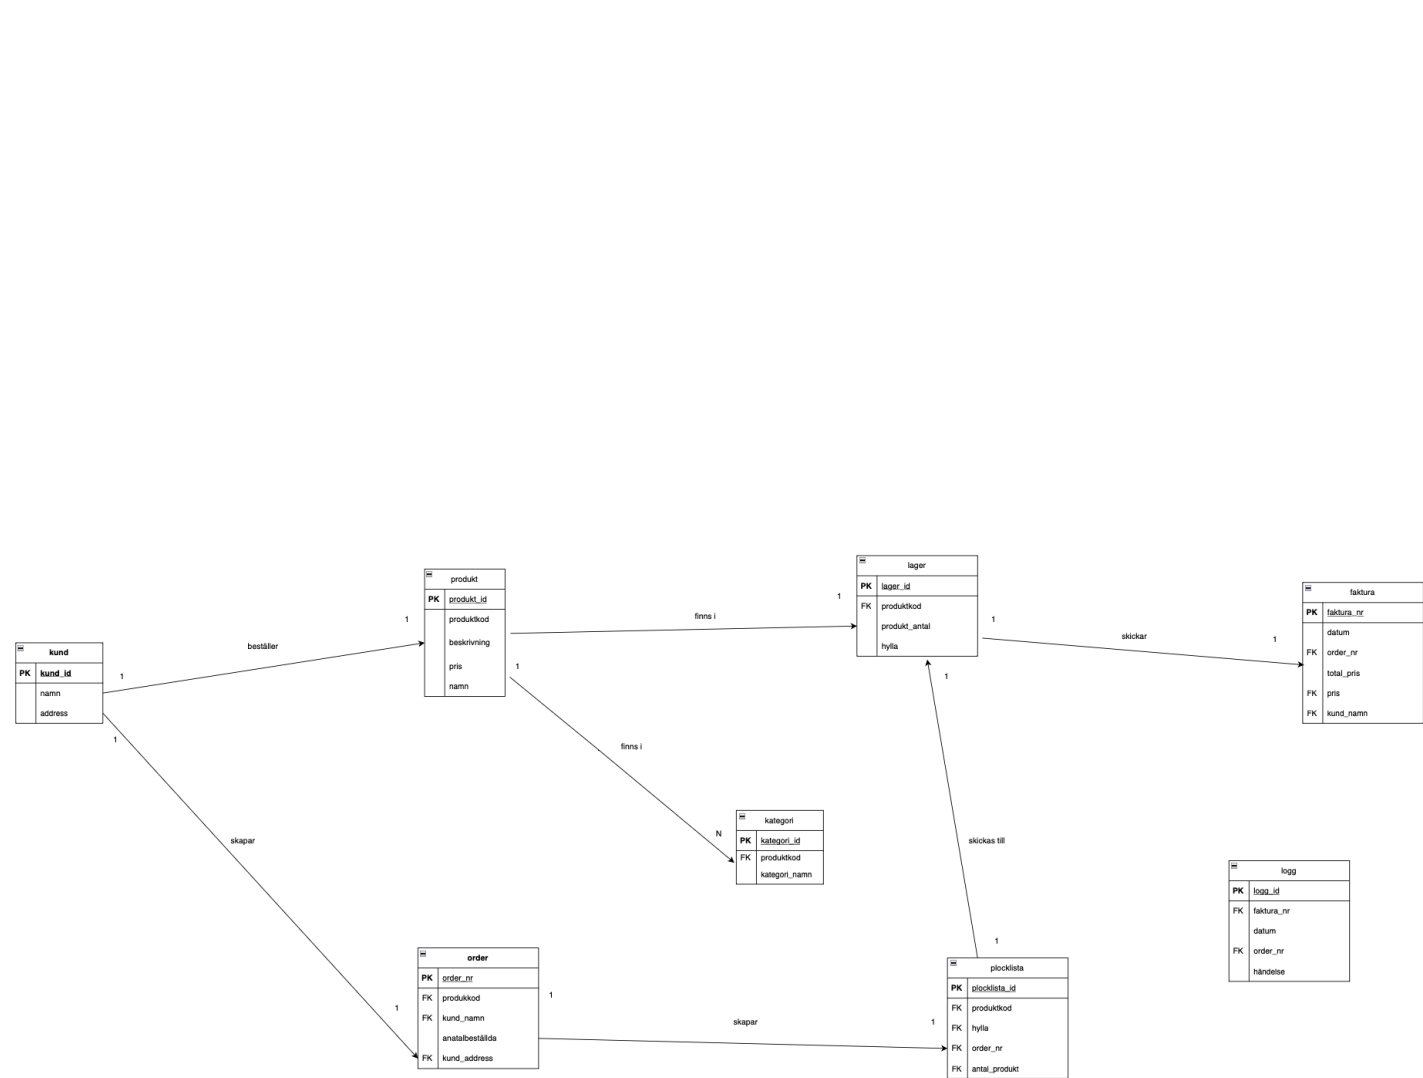 lager
PK lager_id
FK produktkod
produkt_antal
hylla
produkt
PK produkt_id
produktkod
beskrivning
pris
namn
faktura
PK faktura_nr
datum
FK order_nr
total_pris
FK pris
FK kund_namn
kund
PK kund_id
namn
address
beställer
1
1
finns i
1
1
skickar
1
1
1
finns i
N
kategori
PK kategori_id
FK produktkod
kategori_namn
skapar
1
1
skickas till
1
1
logg
PK logg_id
FK faktura_nr
datum
FK order_nr
händelse
order
PK order_nr
FK produkkod
FK kund_namn
anatalbeställda
FK kund_address
1
skapar
1
plocklista
PK plocklista_id
FK produktkod
FK hylla
FK order_nr
FK antal_produkt